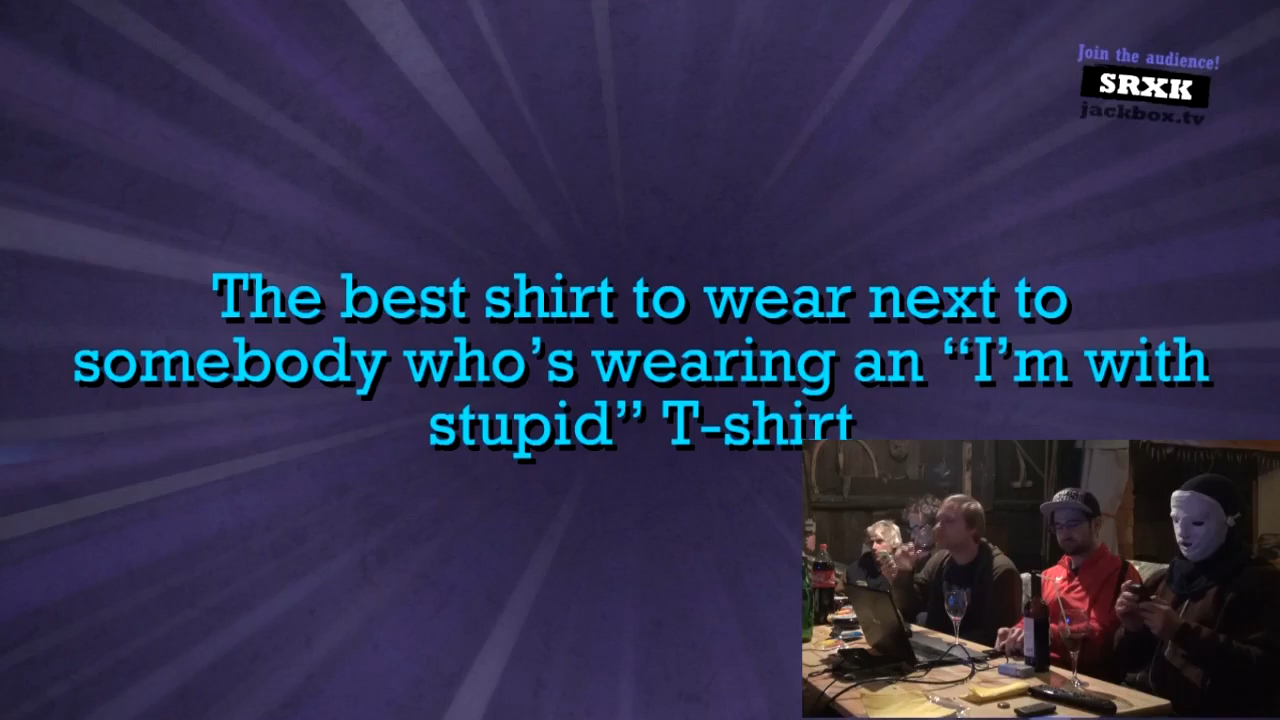 Join the audience!
SRXK
jackbox.tv
The best shirt to wear next to
somebody who’s wearing an “I’m with
stupid” T-shirt